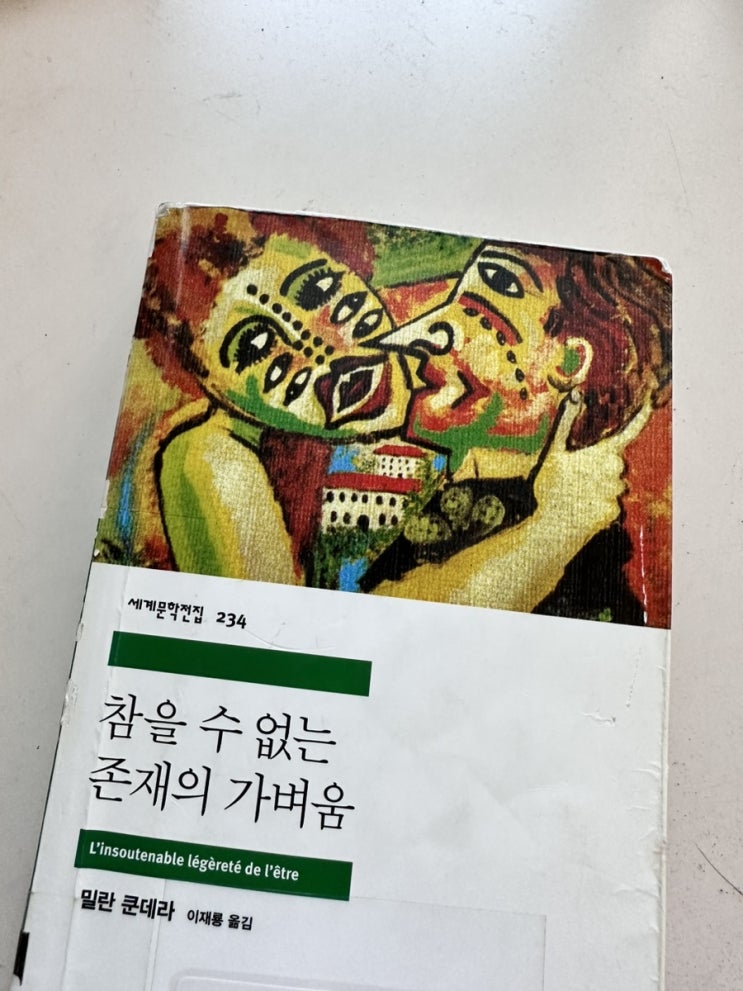 세계문학전집 234
참을 수 없는
존재의 가벼움
L'insoutenable légèreté de l'être
밀란 쿤데라 이재룡 옮김